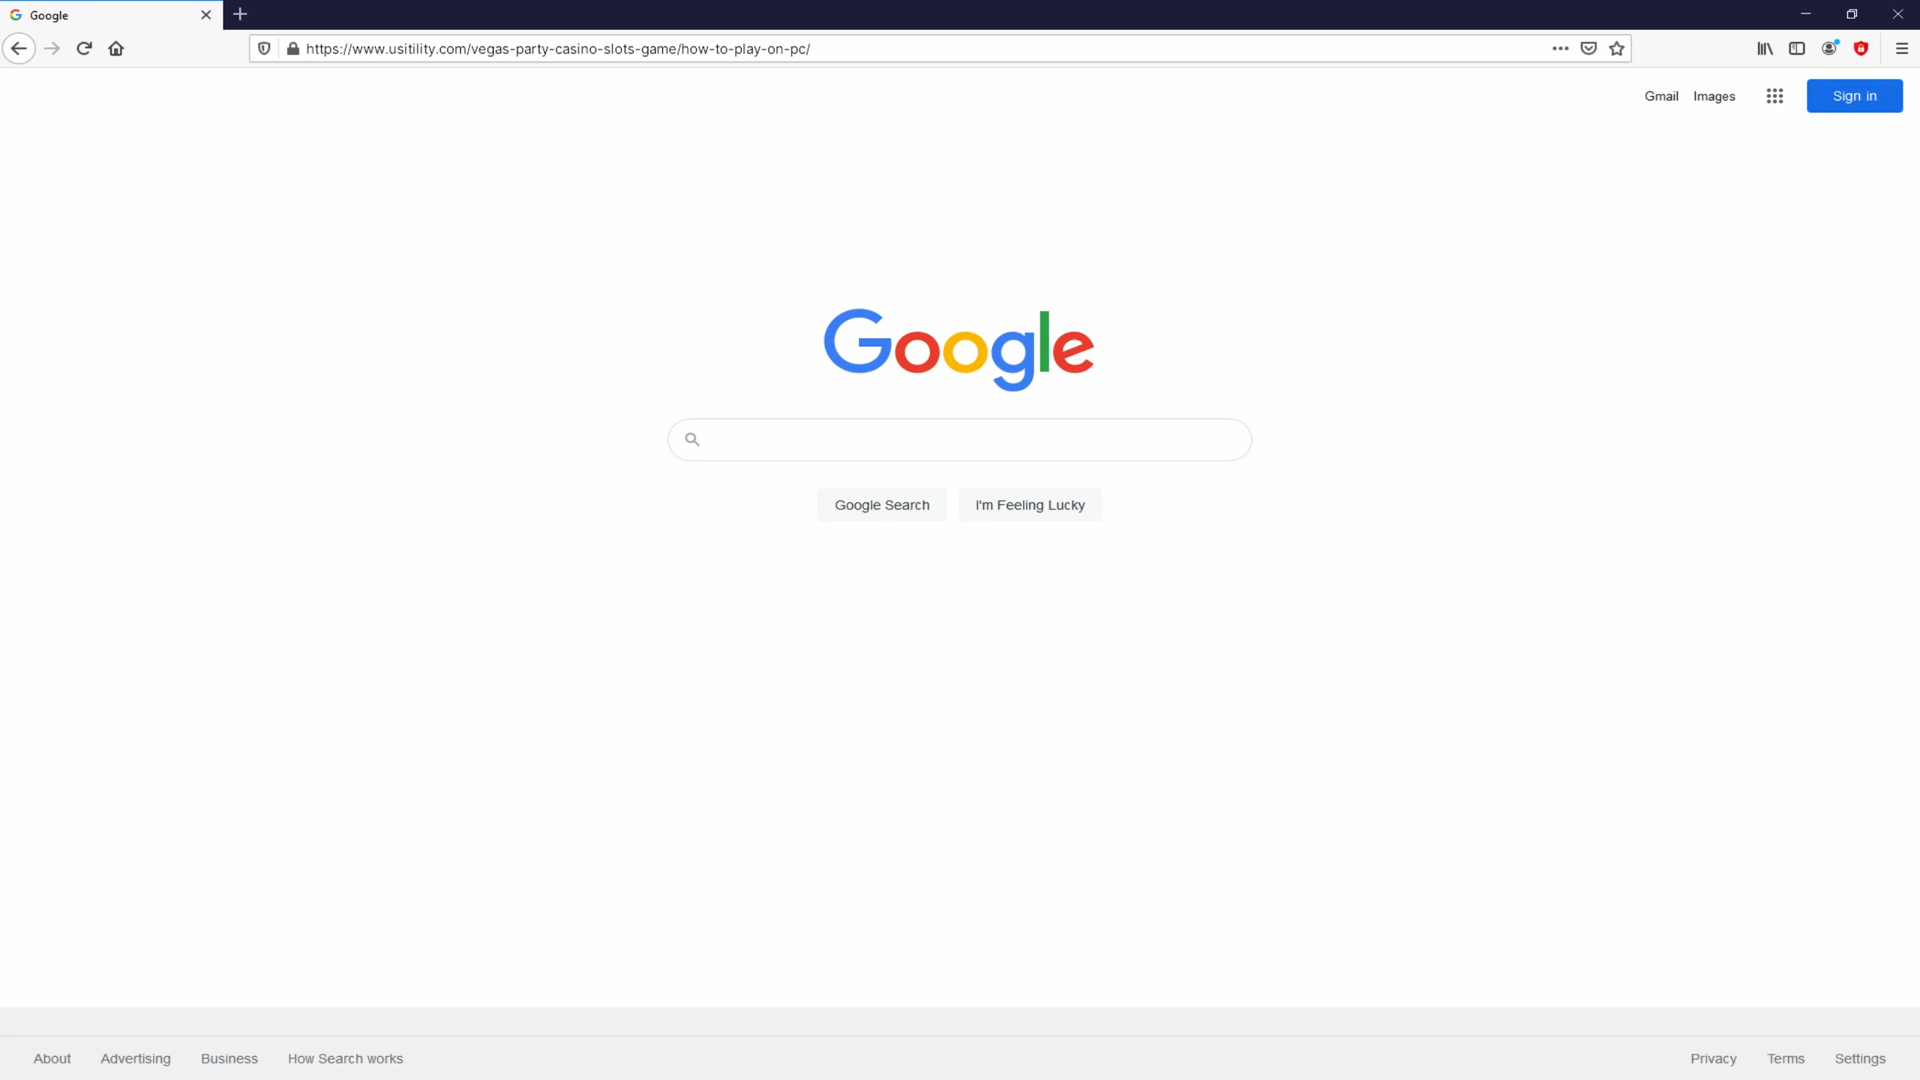 Google
https://www.usitility.com/vegas-party-casino-slots-game/how-to-play-on-pc/
Gmail Images Sign in
Google
Google Search I'm Feeling Lucky
About Advertising Business How Search works Privacy Terms Settings